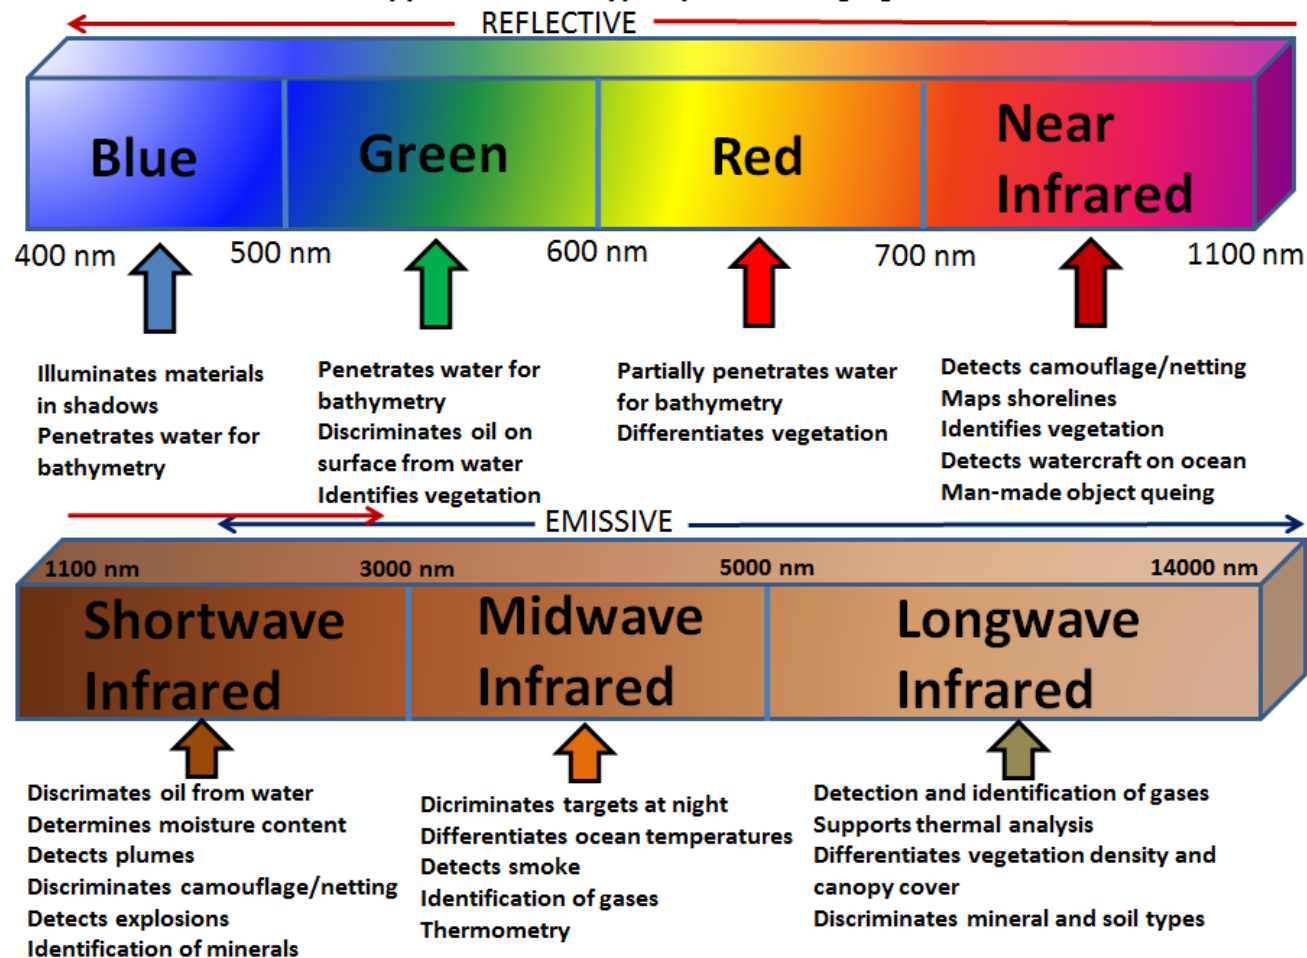 REFLECTIVE
Blue
Green
Red
Near
Infrared
400 nm
500 nm
600 nm
700 nm
1100 nm
Illuminates materials
in shadows
Penetrates water for
bathymetry
Penetrates water for
bathymetry
Discriminates oil on
surface from water
Identifies vegetation
Partially penetrates water
for bathymetry
Differentiates vegetation
Detects camouflage/netting
Maps shorelines
Identifies vegetation
Detects watercraft on ocean
Man-made object queing
EMISSIVE
1100 nm
3000 nm
5000 nm
14000 nm
Shortwave
Infrared
Midwave
Infrared
Longwave
Infrared
Discrimates oil from water
Determines moisture content
Detects plumes
Discriminates camouflage/netting
Detects explosions
Identification of minerals
Dicriminates targets at night
Differentiates ocean temperatures
Detects smoke
Identification of gases
Thermometry
Detection and identification of gases
Supports thermal analysis
Differentiates vegetation density and
canopy cover
Discriminates mineral and soil types